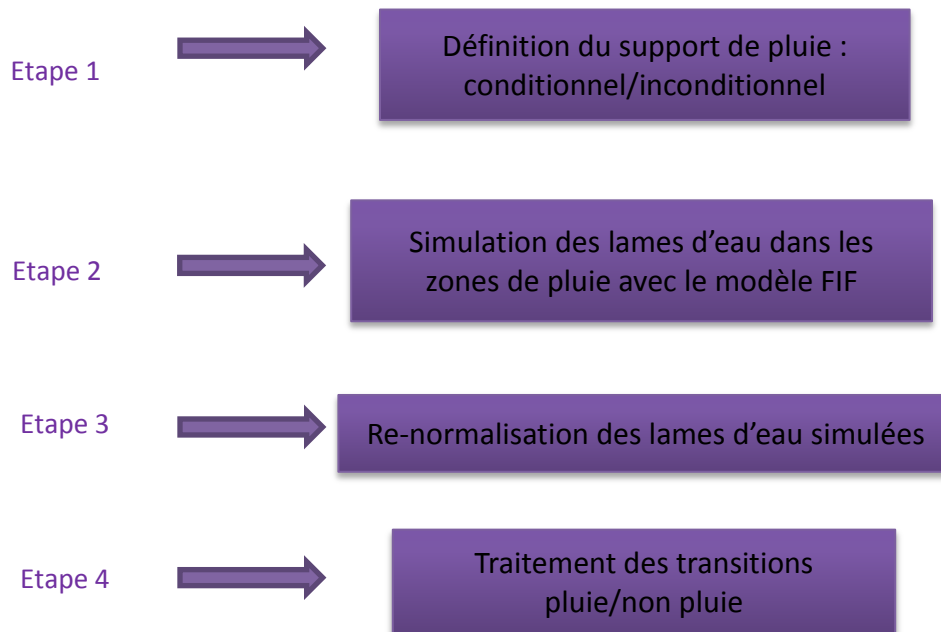 Etape 1
Définition du support de pluie :
conditionnel/inconditionnel
Etape 2
Simulation des lames d’eau dans les
zones de pluie avec le modèle FIF
Etape 3
Re-normalisation des lames d’eau simulées
Etape 4
Traitement des transitions
pluie/non pluie